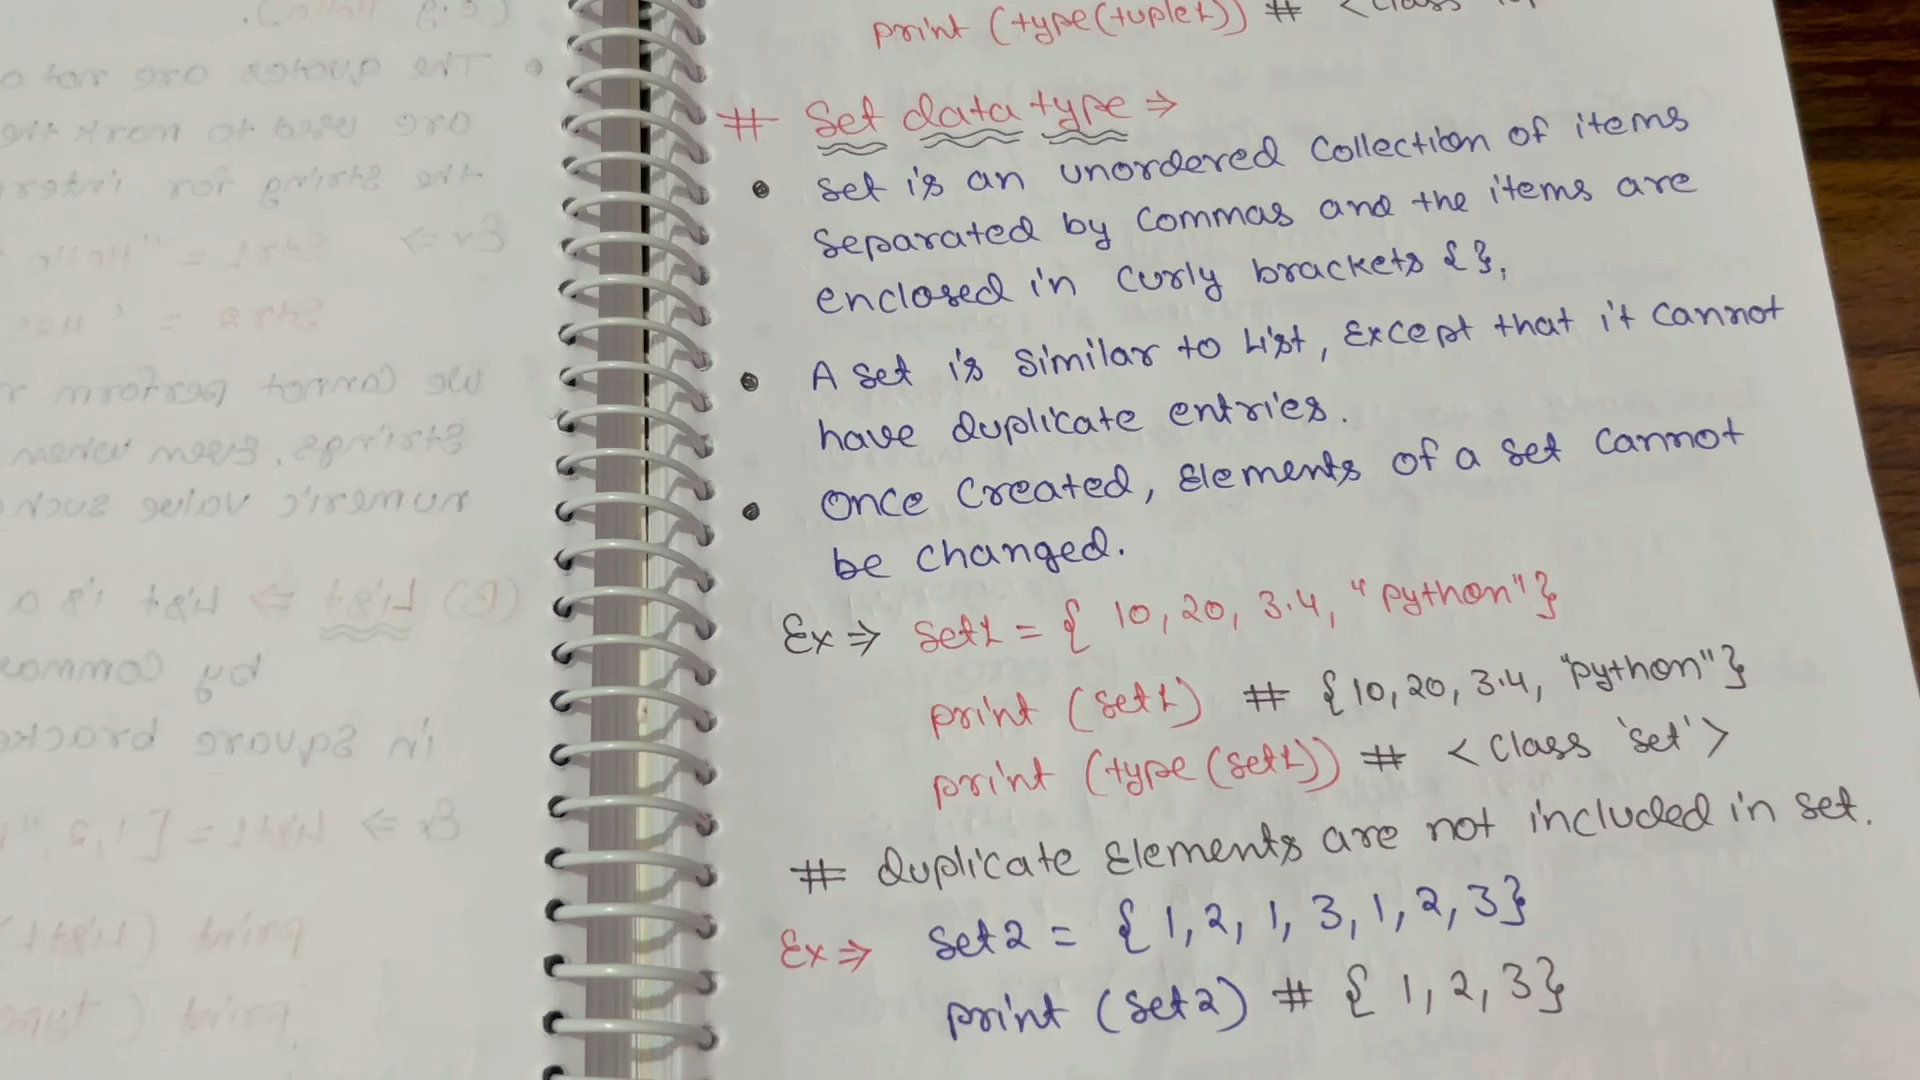 print (type(tuple1)) # <class
# Set data type ⇒
• set is an unordered collection of items
separated by commas and the items are
enclosed in curly brackets {}.
• A set is similar to list, except that it cannot
have duplicate entries.
• once created, elements of a set cannot
be changed.
Ex ⇒ set1 = { 10, 20, 3.4, "python"}
print (set1) # {10, 20, 3.4, "python"}
print (type (set1)) # <class 'set'>
# duplicate elements are not included in set.
Ex ⇒ set2 = { 1, 2, 1, 3, 1, 2, 3}
print (set2) # { 1, 2, 3}